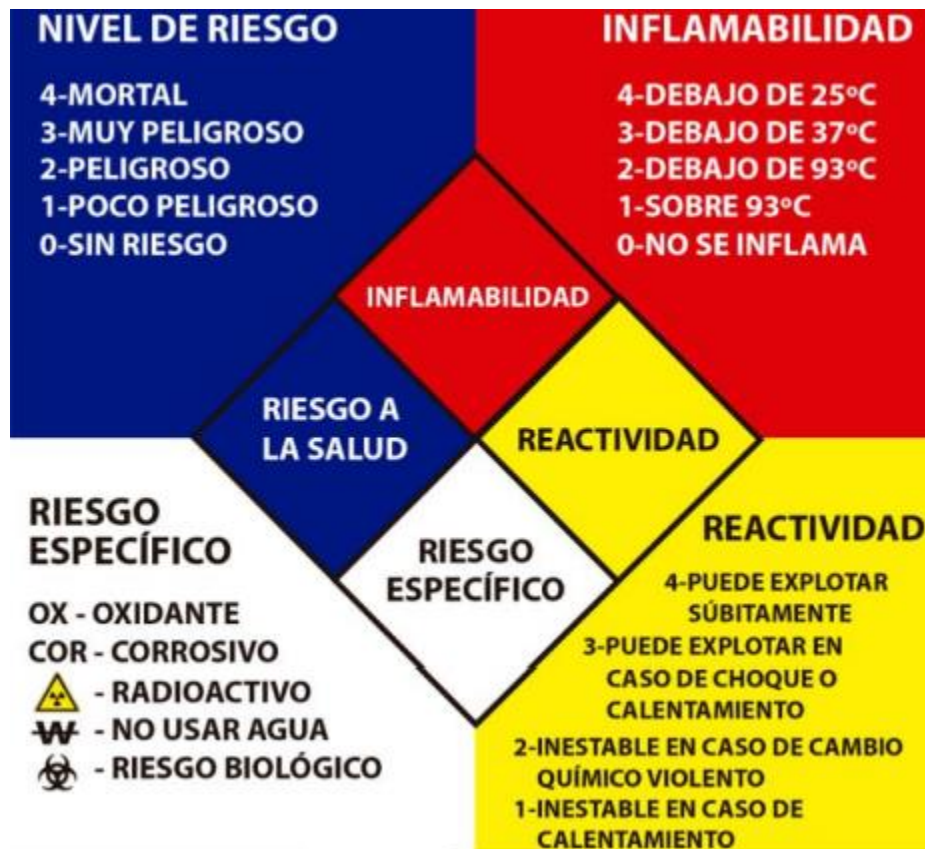 NIVEL DE RIESGO
4-MORTAL
3-MUY PELIGROSO
2-PELIGROSO
1-POCO PELIGROSO
0-SIN RIESGO
INFLAMABILIDAD
4-DEBAJO DE 25ºC
3-DEBAJO DE 37ºC
2-DEBAJO DE 93ºC
1-SOBRE 93ºC
0-NO SE INFLAMA
INFLAMABILIDAD
RIESGO A
LA SALUD
REACTIVIDAD
RIESGO
ESPECÍFICO
RIESGO
ESPECÍFICO
OX - OXIDANTE
COR - CORROSIVO
- RADIOACTIVO
W - NO USAR AGUA
- RIESGO BIOLÓGICO
REACTIVIDAD
4-PUEDE EXPLOTAR
SÚBITAMENTE
3-PUEDE EXPLOTAR EN
CASO DE CHOQUE O
CALENTAMIENTO
2-INESTABLE EN CASO DE CAMBIO
QUÍMICO VIOLENTO
1-INESTABLE EN CASO DE
CALENTAMIENTO